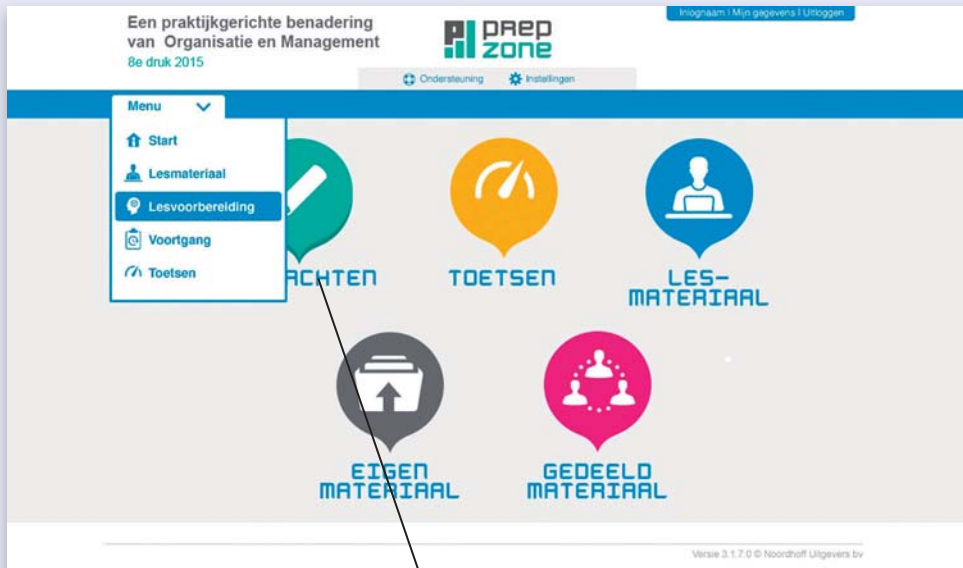 Een praktijkgerichte benadering
van Organisatie en Management
8e druk 2015
prep
zone
Inlognaam | Mijn gegevens | Uitloggen
Ondersteuning
Instellingen
Menu
Start
Lesmateriaal
Lesvoorbereiding
Voortgang
Toetsen
ACHTEN
TOETSEN
LES-
MATERIAAL
EIGEN
MATERIAAL
GEDEELD
MATERIAAL
Versie 3.1.7.0 © Noordhoff Uitgevers bv